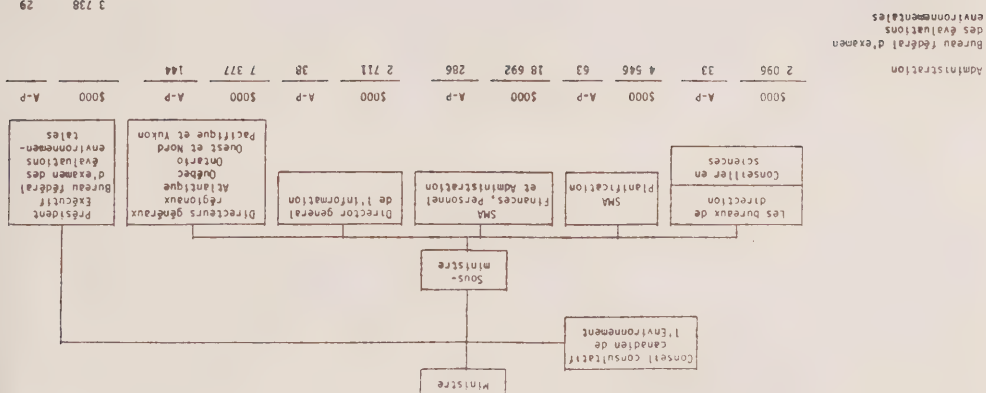 Ministre
Conseil consultatif
canadien de
l'Environnement
Sous-
ministre
Les bureaux de
direction
Conseiller en
sciences
SMA
Planification
SMA
Finances, Personnel
et Administration
Director general
de l'Information
Directeurs généraux
régionaux
Atlantique
Québec
Ontario
Ouest et Nord
Pacifique et Yukon
Président
Exécutif
Bureau fédéral
d'examen des
évaluations
environnemen-
tales
$000 A-P $000 A-P $000 A-P $000 A-P $000 A-P $000 A-P
Administration 2 096 33 4 546 63 18 692 286 2 711 38 7 377 144
Bureau fédéral d'examen
des évaluations
environnementales 3 738 29